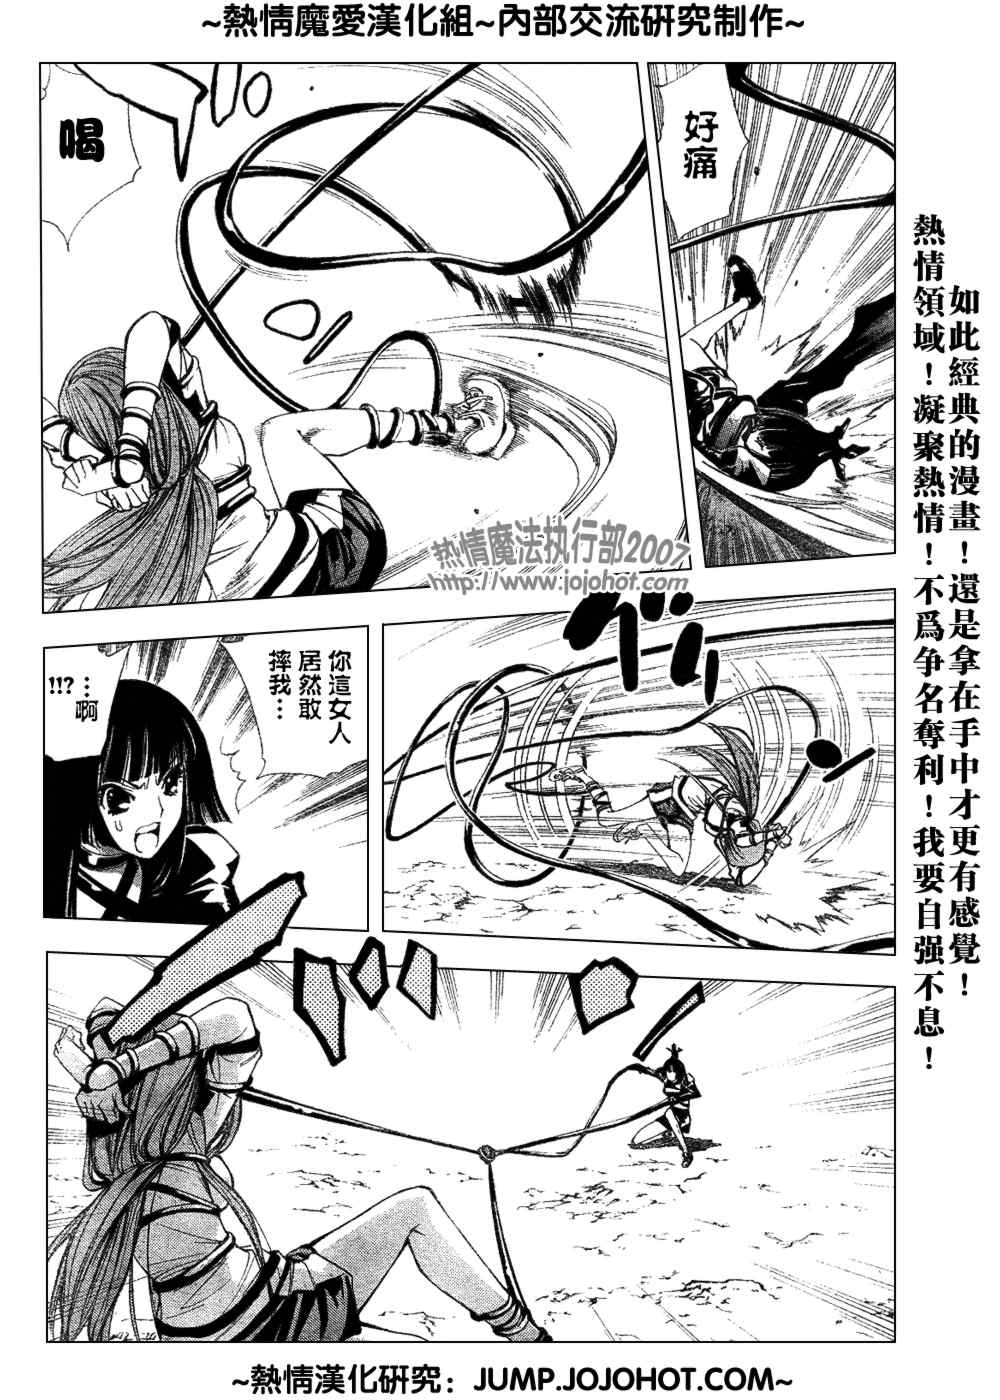 ~熱情魔愛漢化組~內部交流研究制作~
好痛
喝
熱情魔法执行部2007
http://www.jojohot.com
グ
グ
你這女人
居然敢
摔我…
…啊
!!?
如此經典的漫畫！還是拿在手中才更有感覺！
熱情領域！凝聚熱情！不爲争名奪利！我要自强不息！
~熱情漢化研究：JUMP.JOJOHOT.COM~